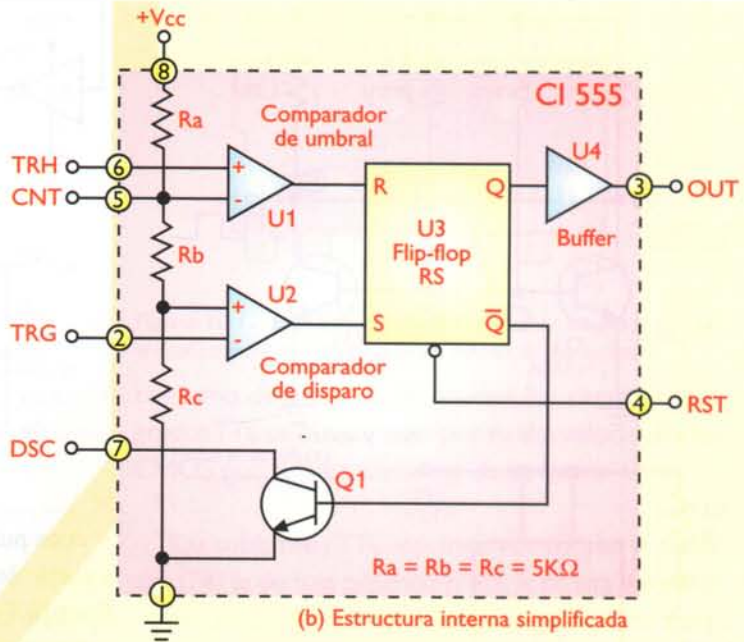 +Vcc
8
CI 555
Ra
Comparador
de umbral
U4
TRH
6
+
R
Q
3
OUT
CNT
5
-
U1
U3
Flip-flop
RS
Buffer
Rb
U2
+
TRG
2
-
S
Q̅
Comparador
de disparo
Rc
4
RST
DSC
7
Q1
Ra = Rb = Rc = 5KΩ
1
(b) Estructura interna simplificada